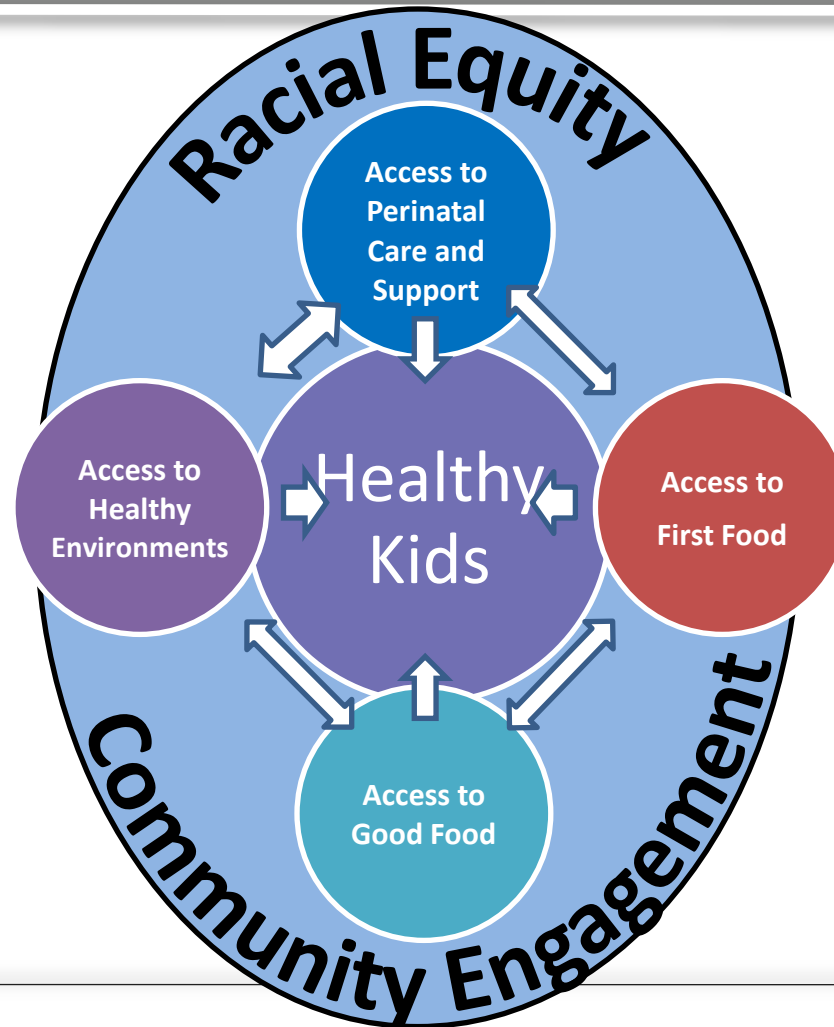 Racial Equity
Access to
Perinatal
Care and
Support
Access to
Healthy
Environments
Healthy
Kids
Access to
First Food
Access to
Good Food
Community Engagement